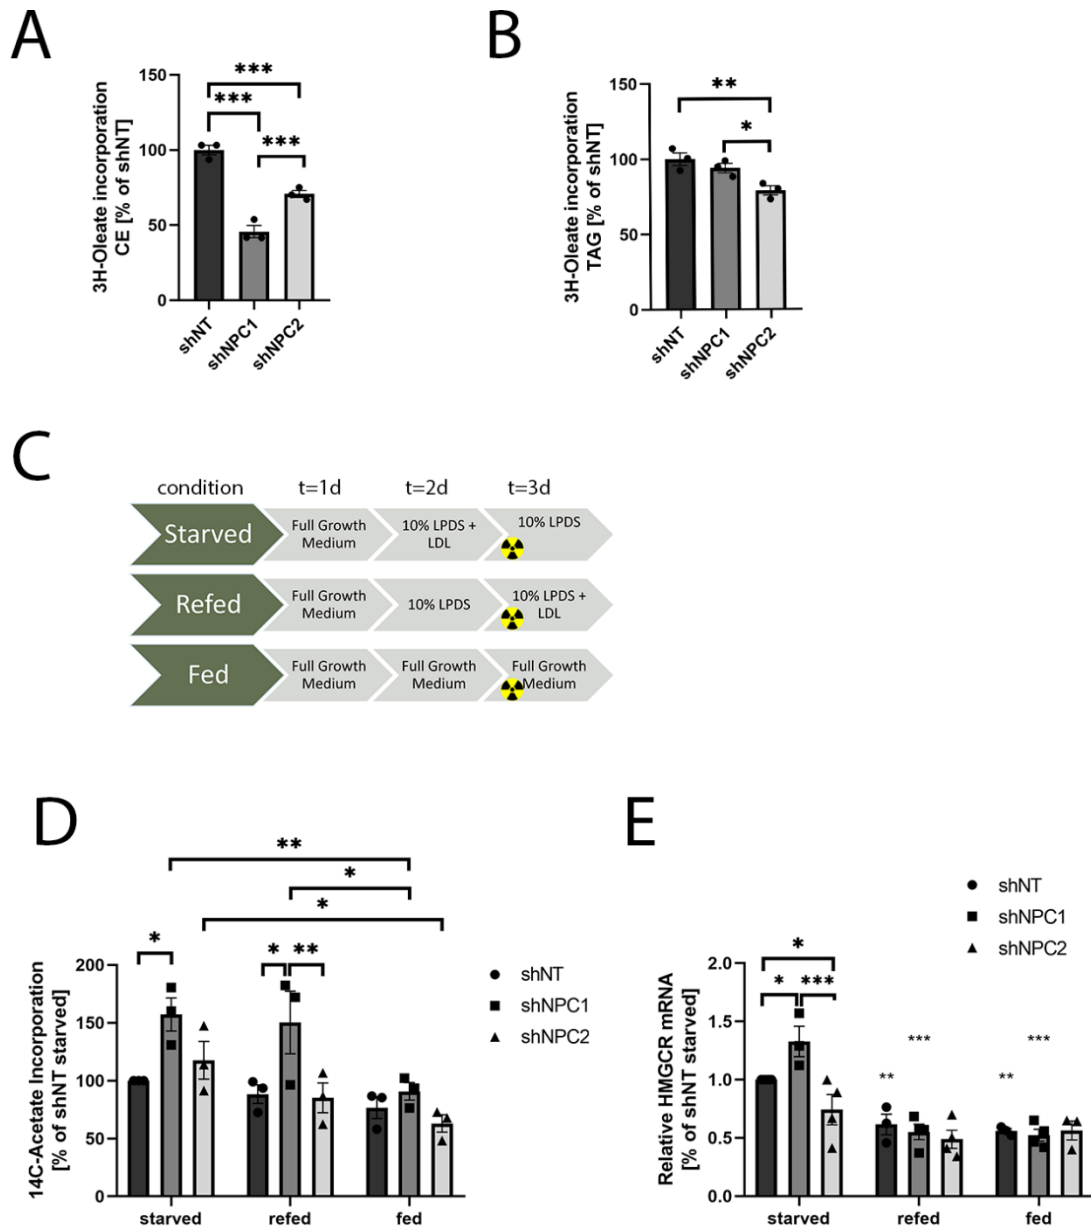 A
3H-Oleate incorporation
CE [% of shNT]
150
100
50
0
***
***
***
shNT
shNPC1
shNPC2
B
3H-Oleate incorporation
TAG [% of shNT]
150
100
50
0
**
*
shNT
shNPC1
shNPC2
C
condition
t=1d
t=2d
t=3d
Starved
Full Growth
Medium
10% LPDS +
LDL
10% LPDS
Refed
Full Growth
Medium
10% LPDS
10% LPDS +
LDL
Fed
Full Growth
Medium
Full Growth
Medium
Full Growth
Medium
D
14C-Acetate Incorporation
[% of shNT starved]
200
150
100
50
0
**
*
*
*
*
**
starved
refed
fed
shNT
shNPC1
shNPC2
E
Relative HMGCR mRNA
[% of shNT starved]
2.0
1.5
1.0
0.5
0.0
*
*
***
**
***
**
***
starved
refed
fed
shNT
shNPC1
shNPC2